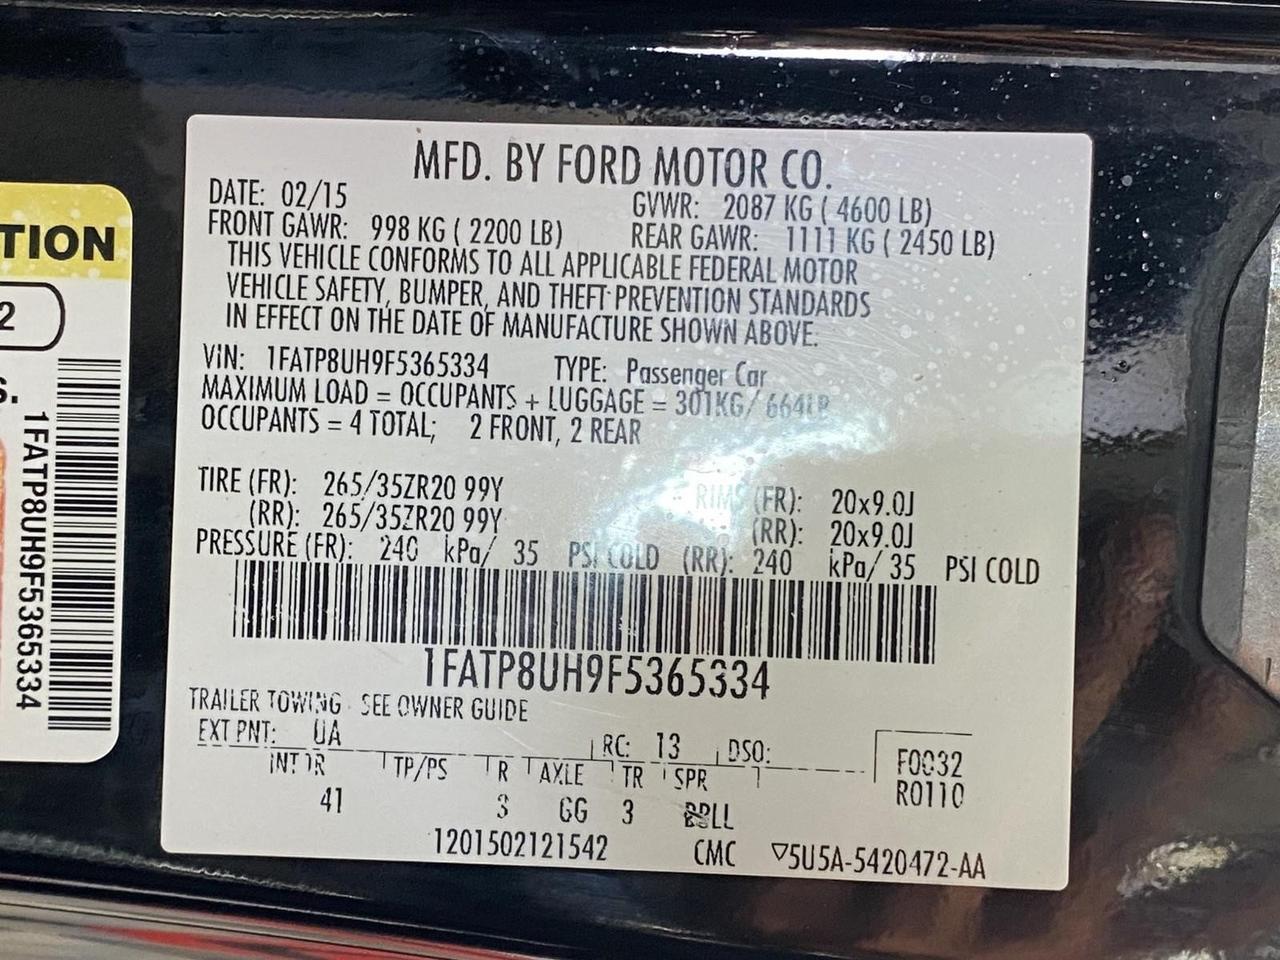 MFD. BY FORD MOTOR CO.
DATE: 02/15 GVWR: 2087 KG ( 4600 LB)
FRONT GAWR: 998 KG ( 2200 LB) REAR GAWR: 1111 KG ( 2450 LB)
THIS VEHICLE CONFORMS TO ALL APPLICABLE FEDERAL MOTOR
VEHICLE SAFETY, BUMPER, AND THEFT PREVENTION STANDARDS
IN EFFECT ON THE DATE OF MANUFACTURE SHOWN ABOVE.
VIN: 1FATP8UH9F5365334 TYPE: Passenger Car
MAXIMUM LOAD = OCCUPANTS + LUGGAGE = 301KG/ 664LB
OCCUPANTS = 4 TOTAL; 2 FRONT, 2 REAR
TIRE (FR): 265/35ZR20 99Y RIMS (FR): 20x9.0J
(RR): 265/35ZR20 99Y (RR): 20x9.0J
PRESSURE (FR): 240 kPa/ 35 PSI COLD (RR): 240 kPa/ 35 PSI COLD
1FATP8UH9F5365334
TRAILER TOWING - SEE OWNER GUIDE
EXT PNT: UA RC: 13 DSO:
F0032
INT TR TP/PS R AXLE TR SPR
R0110
41 3 GG 3 LL
1201502121542 CMC ▽5U5A-5420472-AA
TION
2
S.
1FATP8UH9F5365334